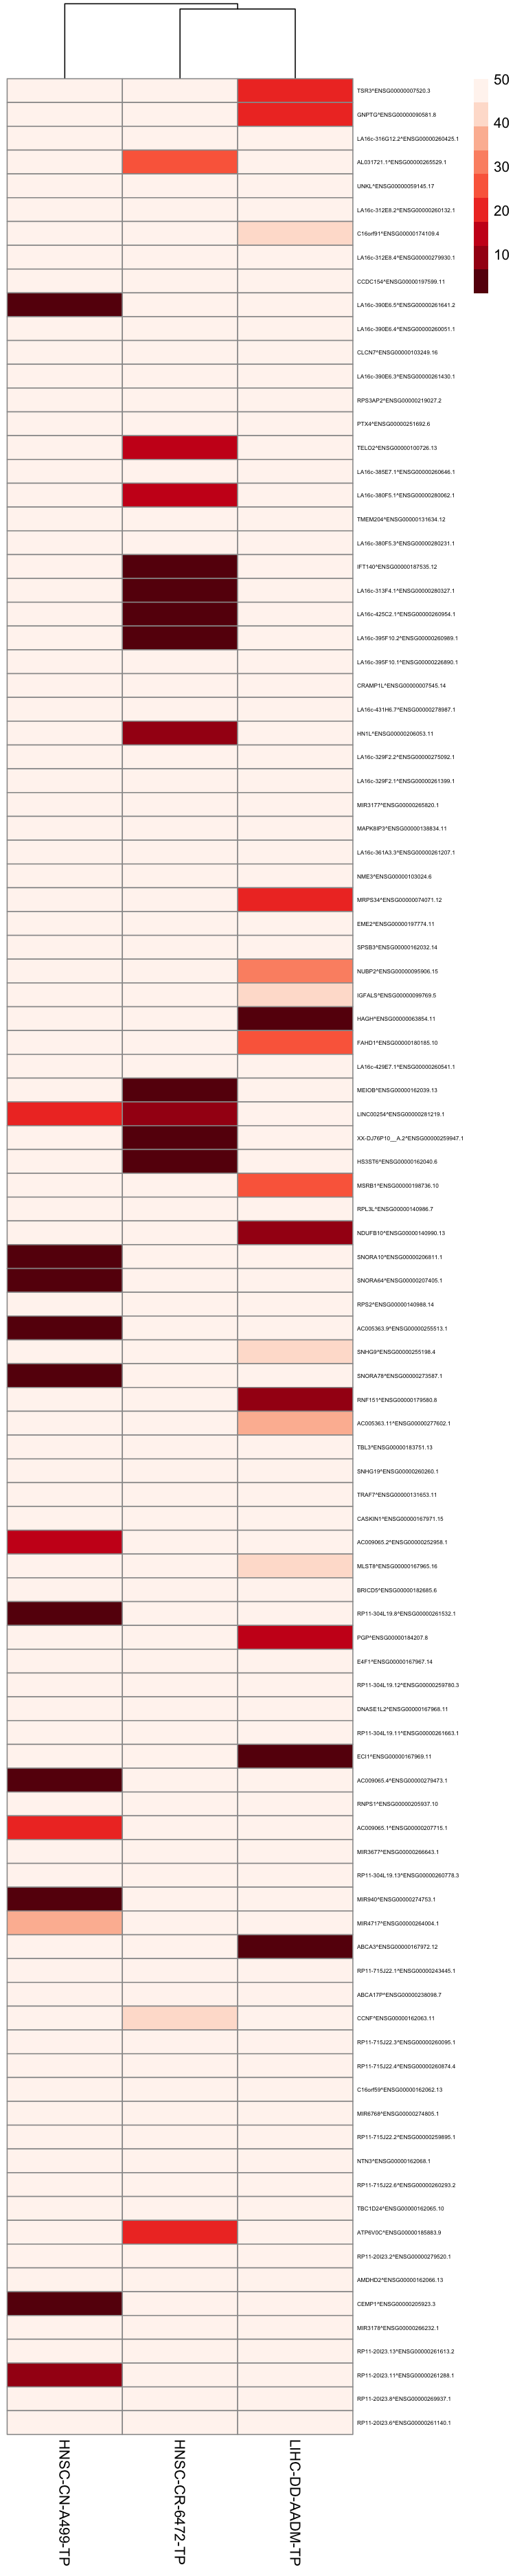 50
40
30
20
10
TSR3^ENSG00000007520.3
GNPTG^ENSG00000090581.8
LA16c-316G12.2^ENSG00000260425.1
AL031721.1^ENSG00000265529.1
UNKL^ENSG00000059145.17
LA16c-312E8.2^ENSG00000260132.1
C16orf91^ENSG00000174109.4
LA16c-312E8.4^ENSG00000279930.1
CCDC154^ENSG00000197599.11
LA16c-390E6.5^ENSG00000261641.2
LA16c-390E6.4^ENSG00000260051.1
CLCN7^ENSG00000103249.16
LA16c-390E6.3^ENSG00000261430.1
RPS3AP2^ENSG00000219027.2
PTX4^ENSG00000251692.6
TELO2^ENSG00000100726.13
LA16c-385E7.1^ENSG00000260646.1
LA16c-380F5.1^ENSG00000280062.1
TMEM204^ENSG00000131634.12
LA16c-380F5.3^ENSG00000280231.1
IFT140^ENSG00000187535.12
LA16c-313F4.1^ENSG00000280327.1
LA16c-425C2.1^ENSG00000260954.1
LA16c-395F10.2^ENSG00000260989.1
LA16c-395F10.1^ENSG00000226890.1
CRAMP1L^ENSG00000007545.14
LA16c-431H6.7^ENSG00000278987.1
HN1L^ENSG00000206053.11
LA16c-329F2.2^ENSG00000275092.1
LA16c-329F2.1^ENSG00000261399.1
MIR3177^ENSG00000265820.1
MAPK8IP3^ENSG00000138834.11
LA16c-361A3.3^ENSG00000261207.1
NME3^ENSG00000103024.6
MRPS34^ENSG00000074071.12
EME2^ENSG00000197774.11
SPSB3^ENSG00000162032.14
NUBP2^ENSG00000095906.15
IGFALS^ENSG00000099769.5
HAGH^ENSG00000063854.11
FAHD1^ENSG00000180185.10
LA16c-429E7.1^ENSG00000260541.1
MEIOB^ENSG00000162039.13
LINC00254^ENSG00000281219.1
XX-DJ76P10__A.2^ENSG00000259947.1
HS3ST6^ENSG00000162040.6
MSRB1^ENSG00000198736.10
RPL3L^ENSG00000140986.7
NDUFB10^ENSG00000140990.13
SNORA10^ENSG00000206811.1
SNORA64^ENSG00000207405.1
RPS2^ENSG00000140988.14
AC005363.9^ENSG00000255513.1
SNHG9^ENSG00000255198.4
SNORA78^ENSG00000273587.1
RNF151^ENSG00000179580.8
AC005363.11^ENSG00000277602.1
TBL3^ENSG00000183751.13
SNHG19^ENSG00000260260.1
TRAF7^ENSG00000131653.11
CASKIN1^ENSG00000167971.15
AC009065.2^ENSG00000252958.1
MLST8^ENSG00000167965.16
BRICD5^ENSG00000182685.6
RP11-304L19.8^ENSG00000261532.1
PGP^ENSG00000184207.8
E4F1^ENSG00000167967.14
RP11-304L19.12^ENSG00000259780.3
DNASE1L2^ENSG00000167968.11
RP11-304L19.11^ENSG00000261663.1
ECI1^ENSG00000167969.11
AC009065.4^ENSG00000279473.1
RNPS1^ENSG00000205937.10
AC009065.1^ENSG00000207715.1
MIR3677^ENSG00000266643.1
RP11-304L19.13^ENSG00000260778.3
MIR940^ENSG00000274753.1
MIR4717^ENSG00000264004.1
ABCA3^ENSG00000167972.12
RP11-715J22.1^ENSG00000243445.1
ABCA17P^ENSG00000238098.7
CCNF^ENSG00000162063.11
RP11-715J22.3^ENSG00000260095.1
RP11-715J22.4^ENSG00000260874.4
C16orf59^ENSG00000162062.13
MIR6768^ENSG00000274805.1
RP11-715J22.2^ENSG00000259895.1
NTN3^ENSG00000162068.1
RP11-715J22.6^ENSG00000260293.2
TBC1D24^ENSG00000162065.10
ATP6V0C^ENSG00000185883.9
RP11-20I23.2^ENSG00000279520.1
AMDHD2^ENSG00000162066.13
CEMP1^ENSG00000205923.3
MIR3178^ENSG00000266232.1
RP11-20I23.13^ENSG00000261613.2
RP11-20I23.11^ENSG00000261288.1
RP11-20I23.8^ENSG00000269937.1
RP11-20I23.6^ENSG00000261140.1
HNSC-CN-A499-TP
HNSC-CR-6472-TP
LIHC-DD-AADM-TP